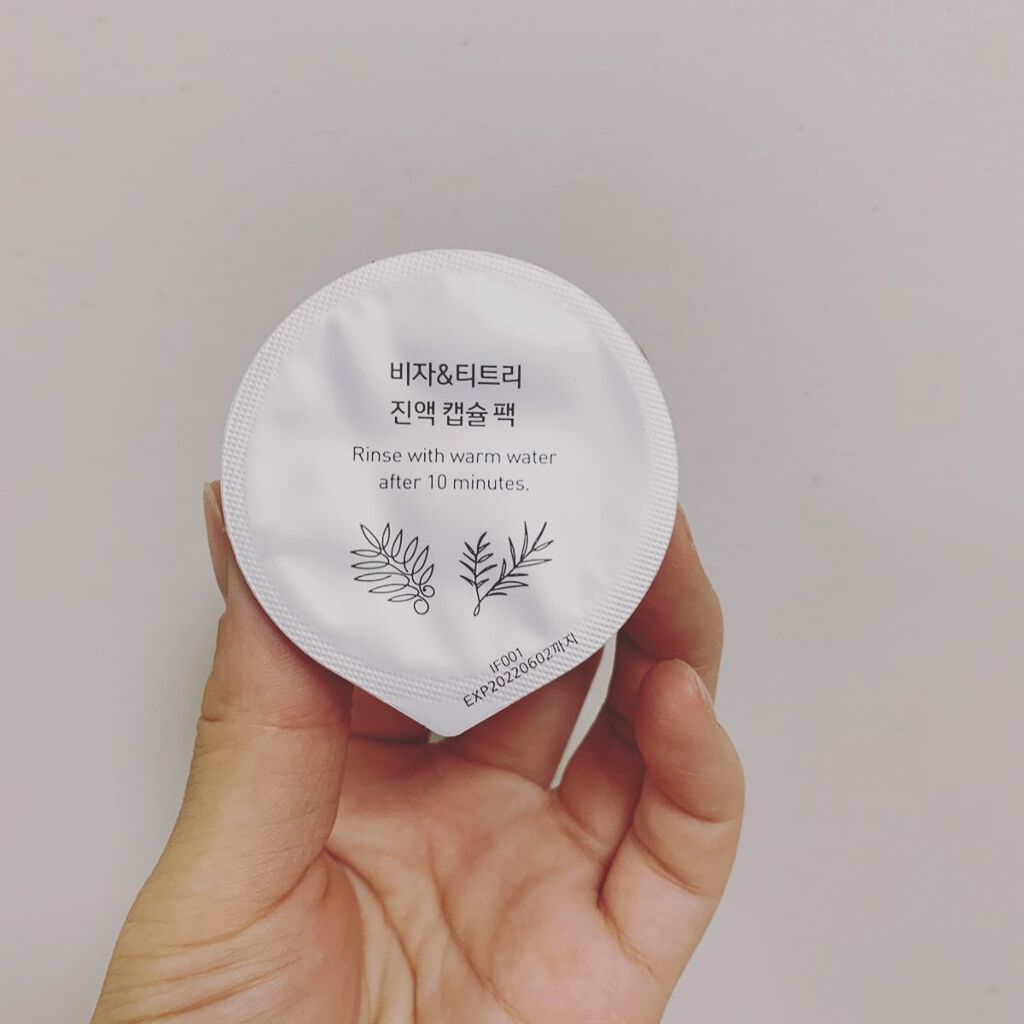 비자&티트리
진액 캡슐 팩
Rinse with warm water
after 10 minutes.
IF001
EXP20220602까지